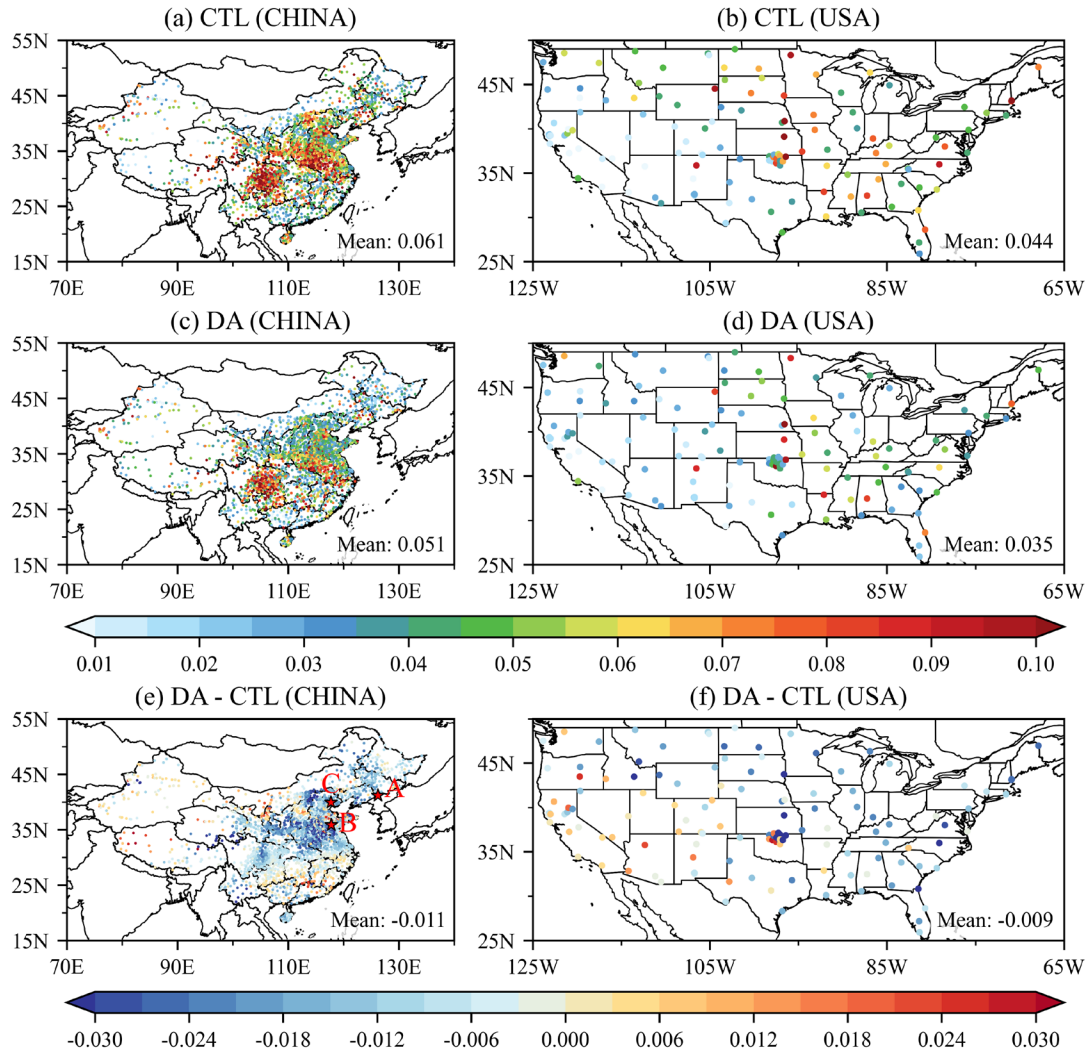 (a) CTL (CHINA)
(b) CTL (USA)
55N
45N
35N
25N
15N
Mean: 0.061
70E 90E 110E 130E
45N
35N
25N
Mean: 0.044
125W 105W 85W 65W
(c) DA (CHINA)
(d) DA (USA)
55N
45N
35N
25N
15N
Mean: 0.051
70E 90E 110E 130E
45N
35N
25N
Mean: 0.035
125W 105W 85W 65W
0.01 0.02 0.03 0.04 0.05 0.06 0.07 0.08 0.09 0.10
(e) DA - CTL (CHINA)
(f) DA - CTL (USA)
55N
45N
35N
25N
15N
C
A
B
Mean: -0.011
70E 90E 110E 130E
45N
35N
25N
Mean: -0.009
125W 105W 85W 65W
-0.030 -0.024 -0.018 -0.012 -0.006 0.000 0.006 0.012 0.018 0.024 0.030